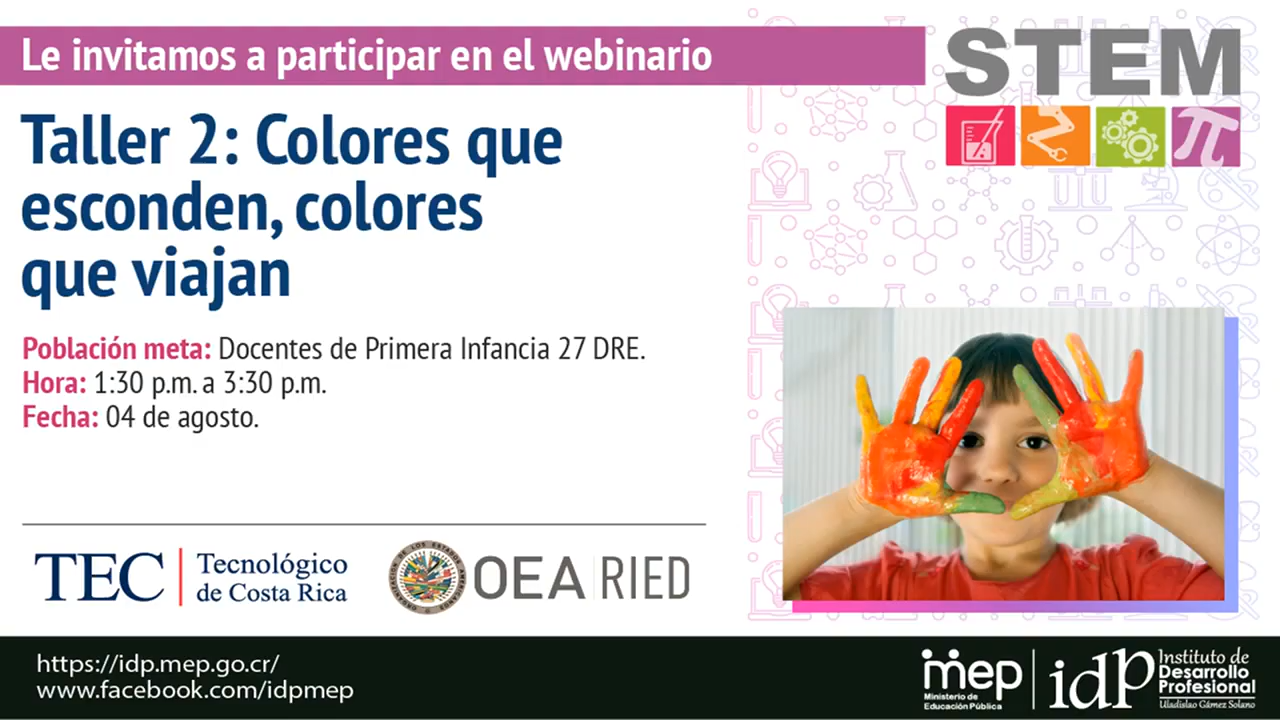 Le invitamos a participar en el webinario
STEM
Taller 2: Colores que
esconden, colores
que viajan
Población meta: Docentes de Primera Infancia 27 DRE.
Hora: 1:30 p.m. a 3:30 p.m.
Fecha: 04 de agosto.
TEC | Tecnológico
de Costa Rica
OEA | RIED
https://idp.mep.go.cr/
www.facebook.com/idpmep
mep
Ministerio de
Educación Pública
idp
Instituto de
Desarrollo
Profesional
Uladislao Gámez Solano